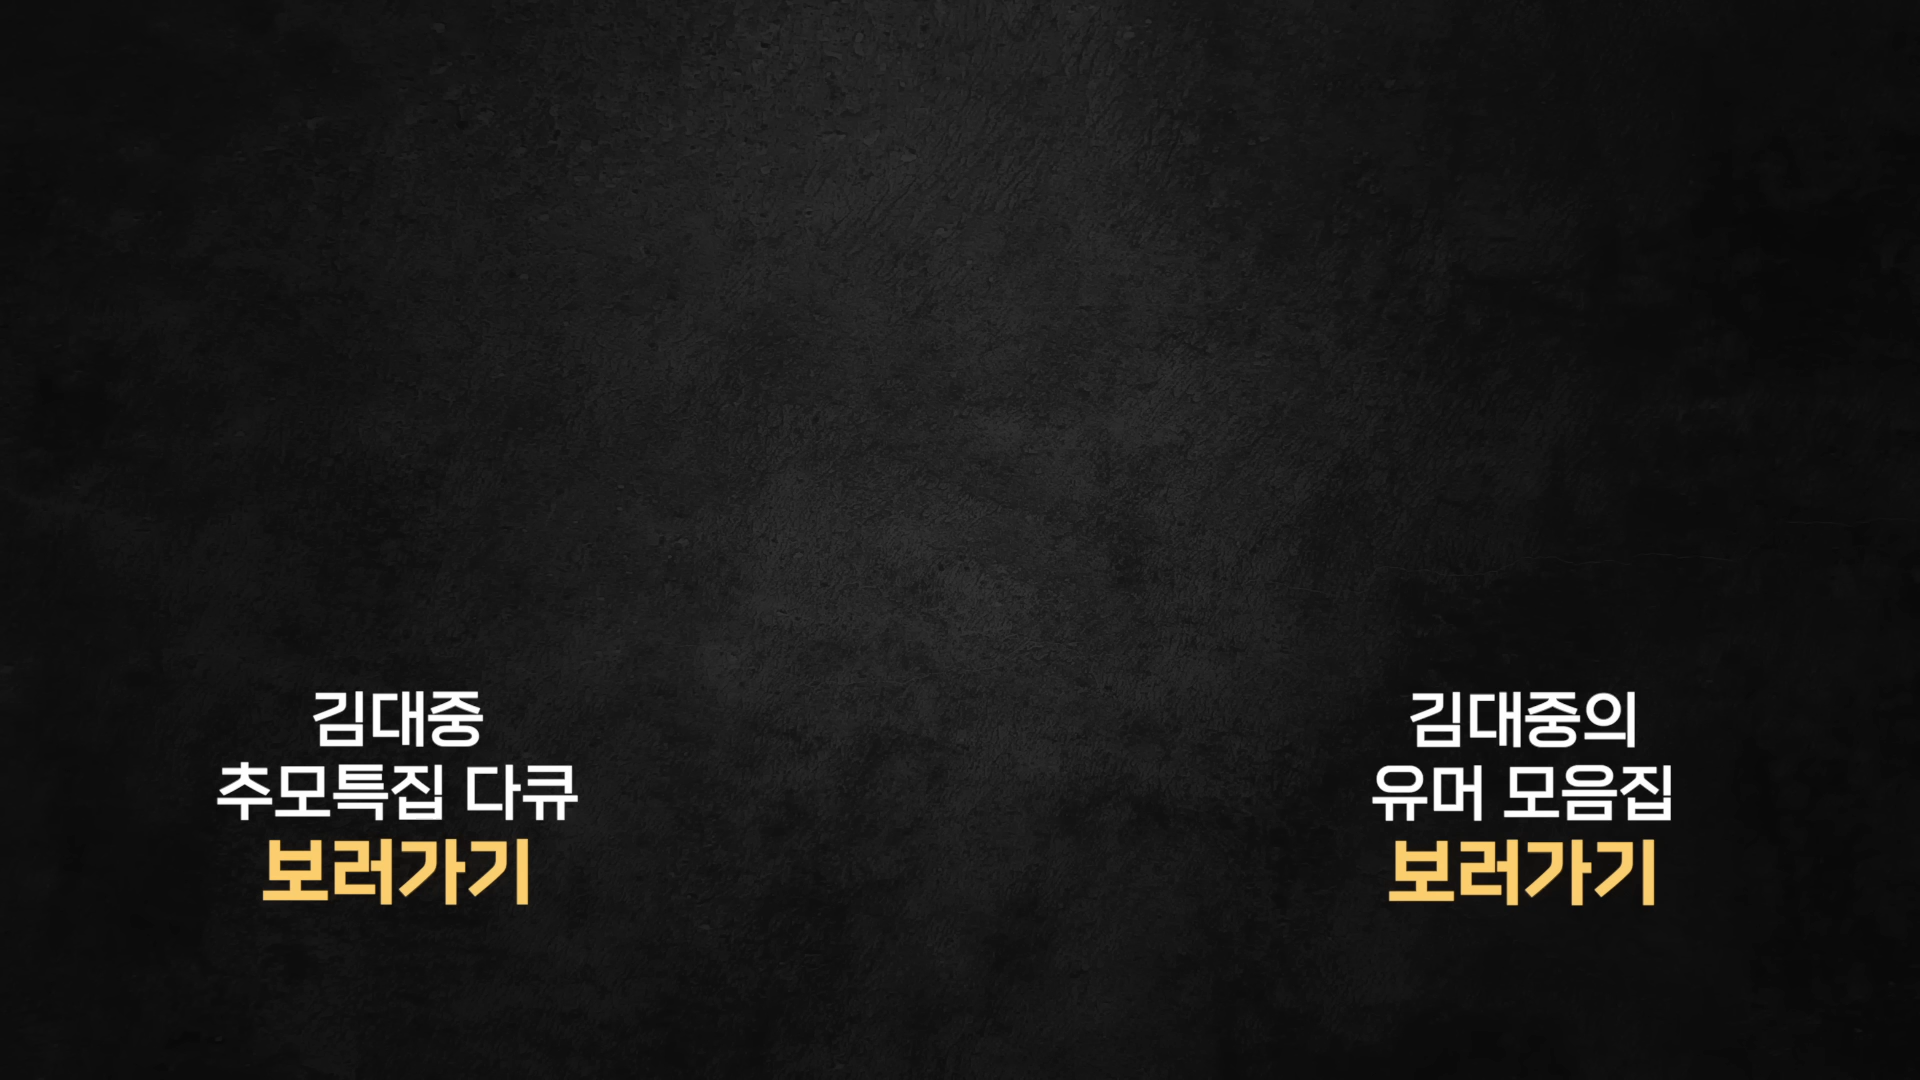 김대중
추모특집 다큐
보러가기
김대중의
유머 모음집
보러가기